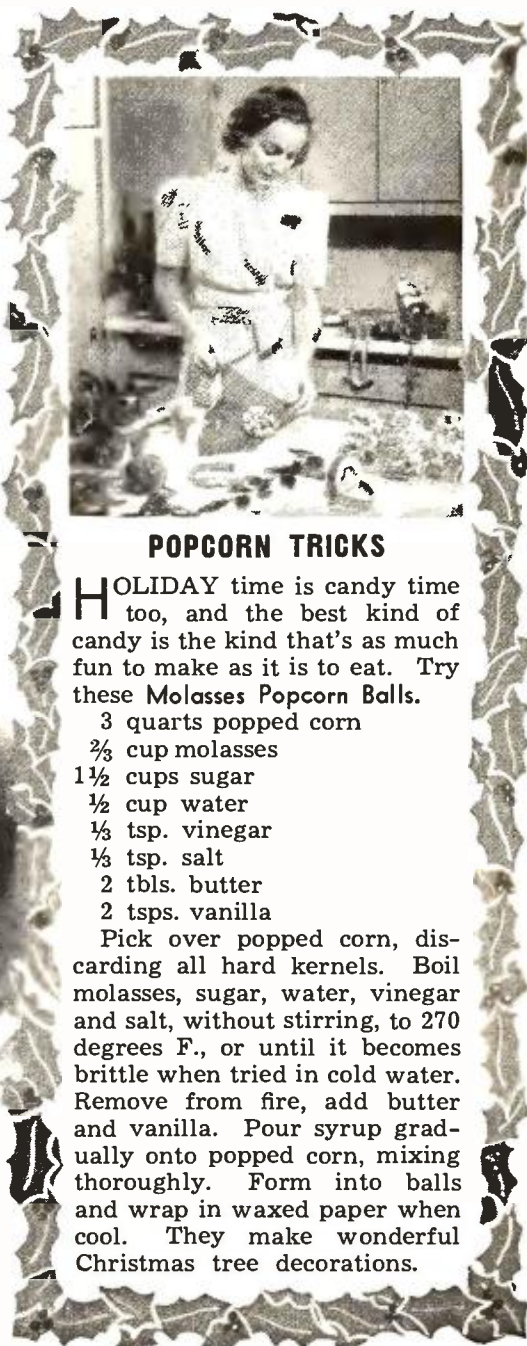 POPCORN TRICKS
HOLIDAY time is candy time
too, and the best kind of
candy is the kind that's as much
fun to make as it is to eat. Try
these Molasses Popcorn Balls.
3 quarts popped corn
⅔ cup molasses
1½ cups sugar
½ cup water
⅓ tsp. vinegar
⅓ tsp. salt
2 tbls. butter
2 tsps. vanilla
Pick over popped corn, dis-
carding all hard kernels. Boil
molasses, sugar, water, vinegar
and salt, without stirring, to 270
degrees F., or until it becomes
brittle when tried in cold water.
Remove from fire, add butter
and vanilla. Pour syrup grad-
ually onto popped corn, mixing
thoroughly. Form into balls
and wrap in waxed paper when
cool. They make wonderful
Christmas tree decorations.